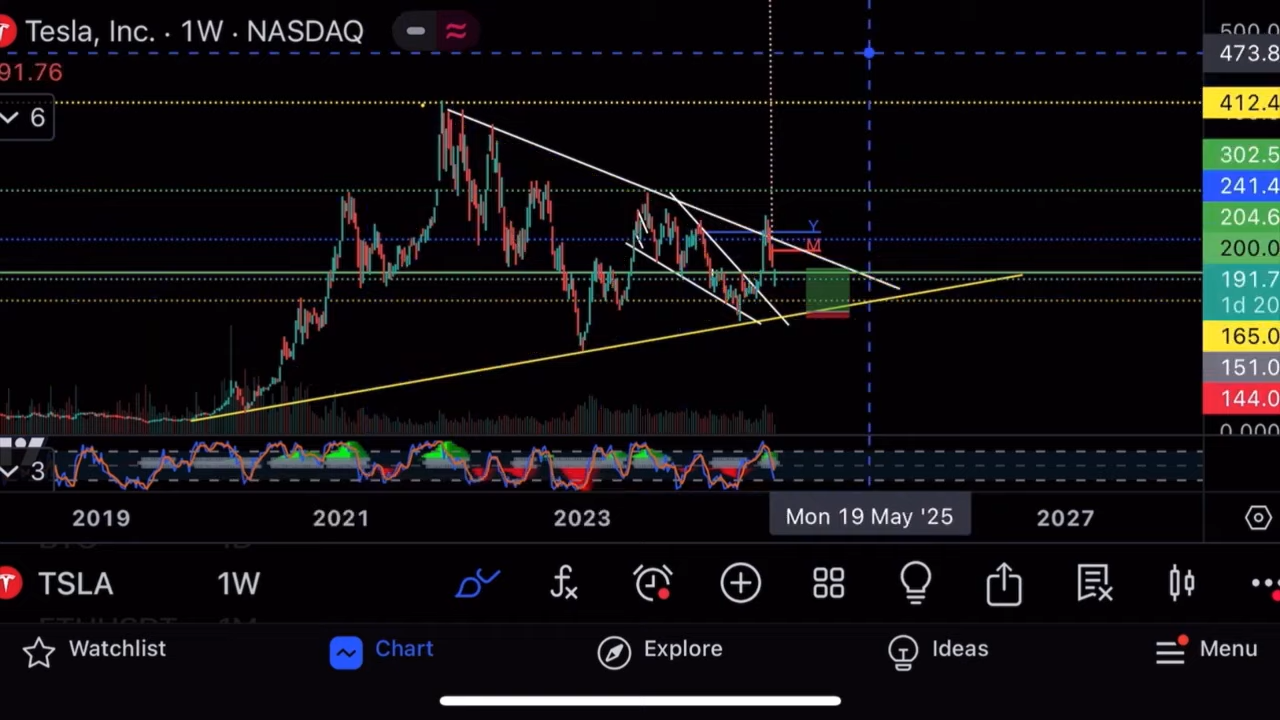 Tesla, Inc. · 1W · NASDAQ
91.76
6
500.0
473.8
412.4
302.5
241.4
204.6
200.0
191.7
1d 20
165.0
151.0
144.0
0.000
Y
M
3
2019 2021 2023 Mon 19 May '25 2027
TSLA 1W
Watchlist Chart Explore Ideas Menu